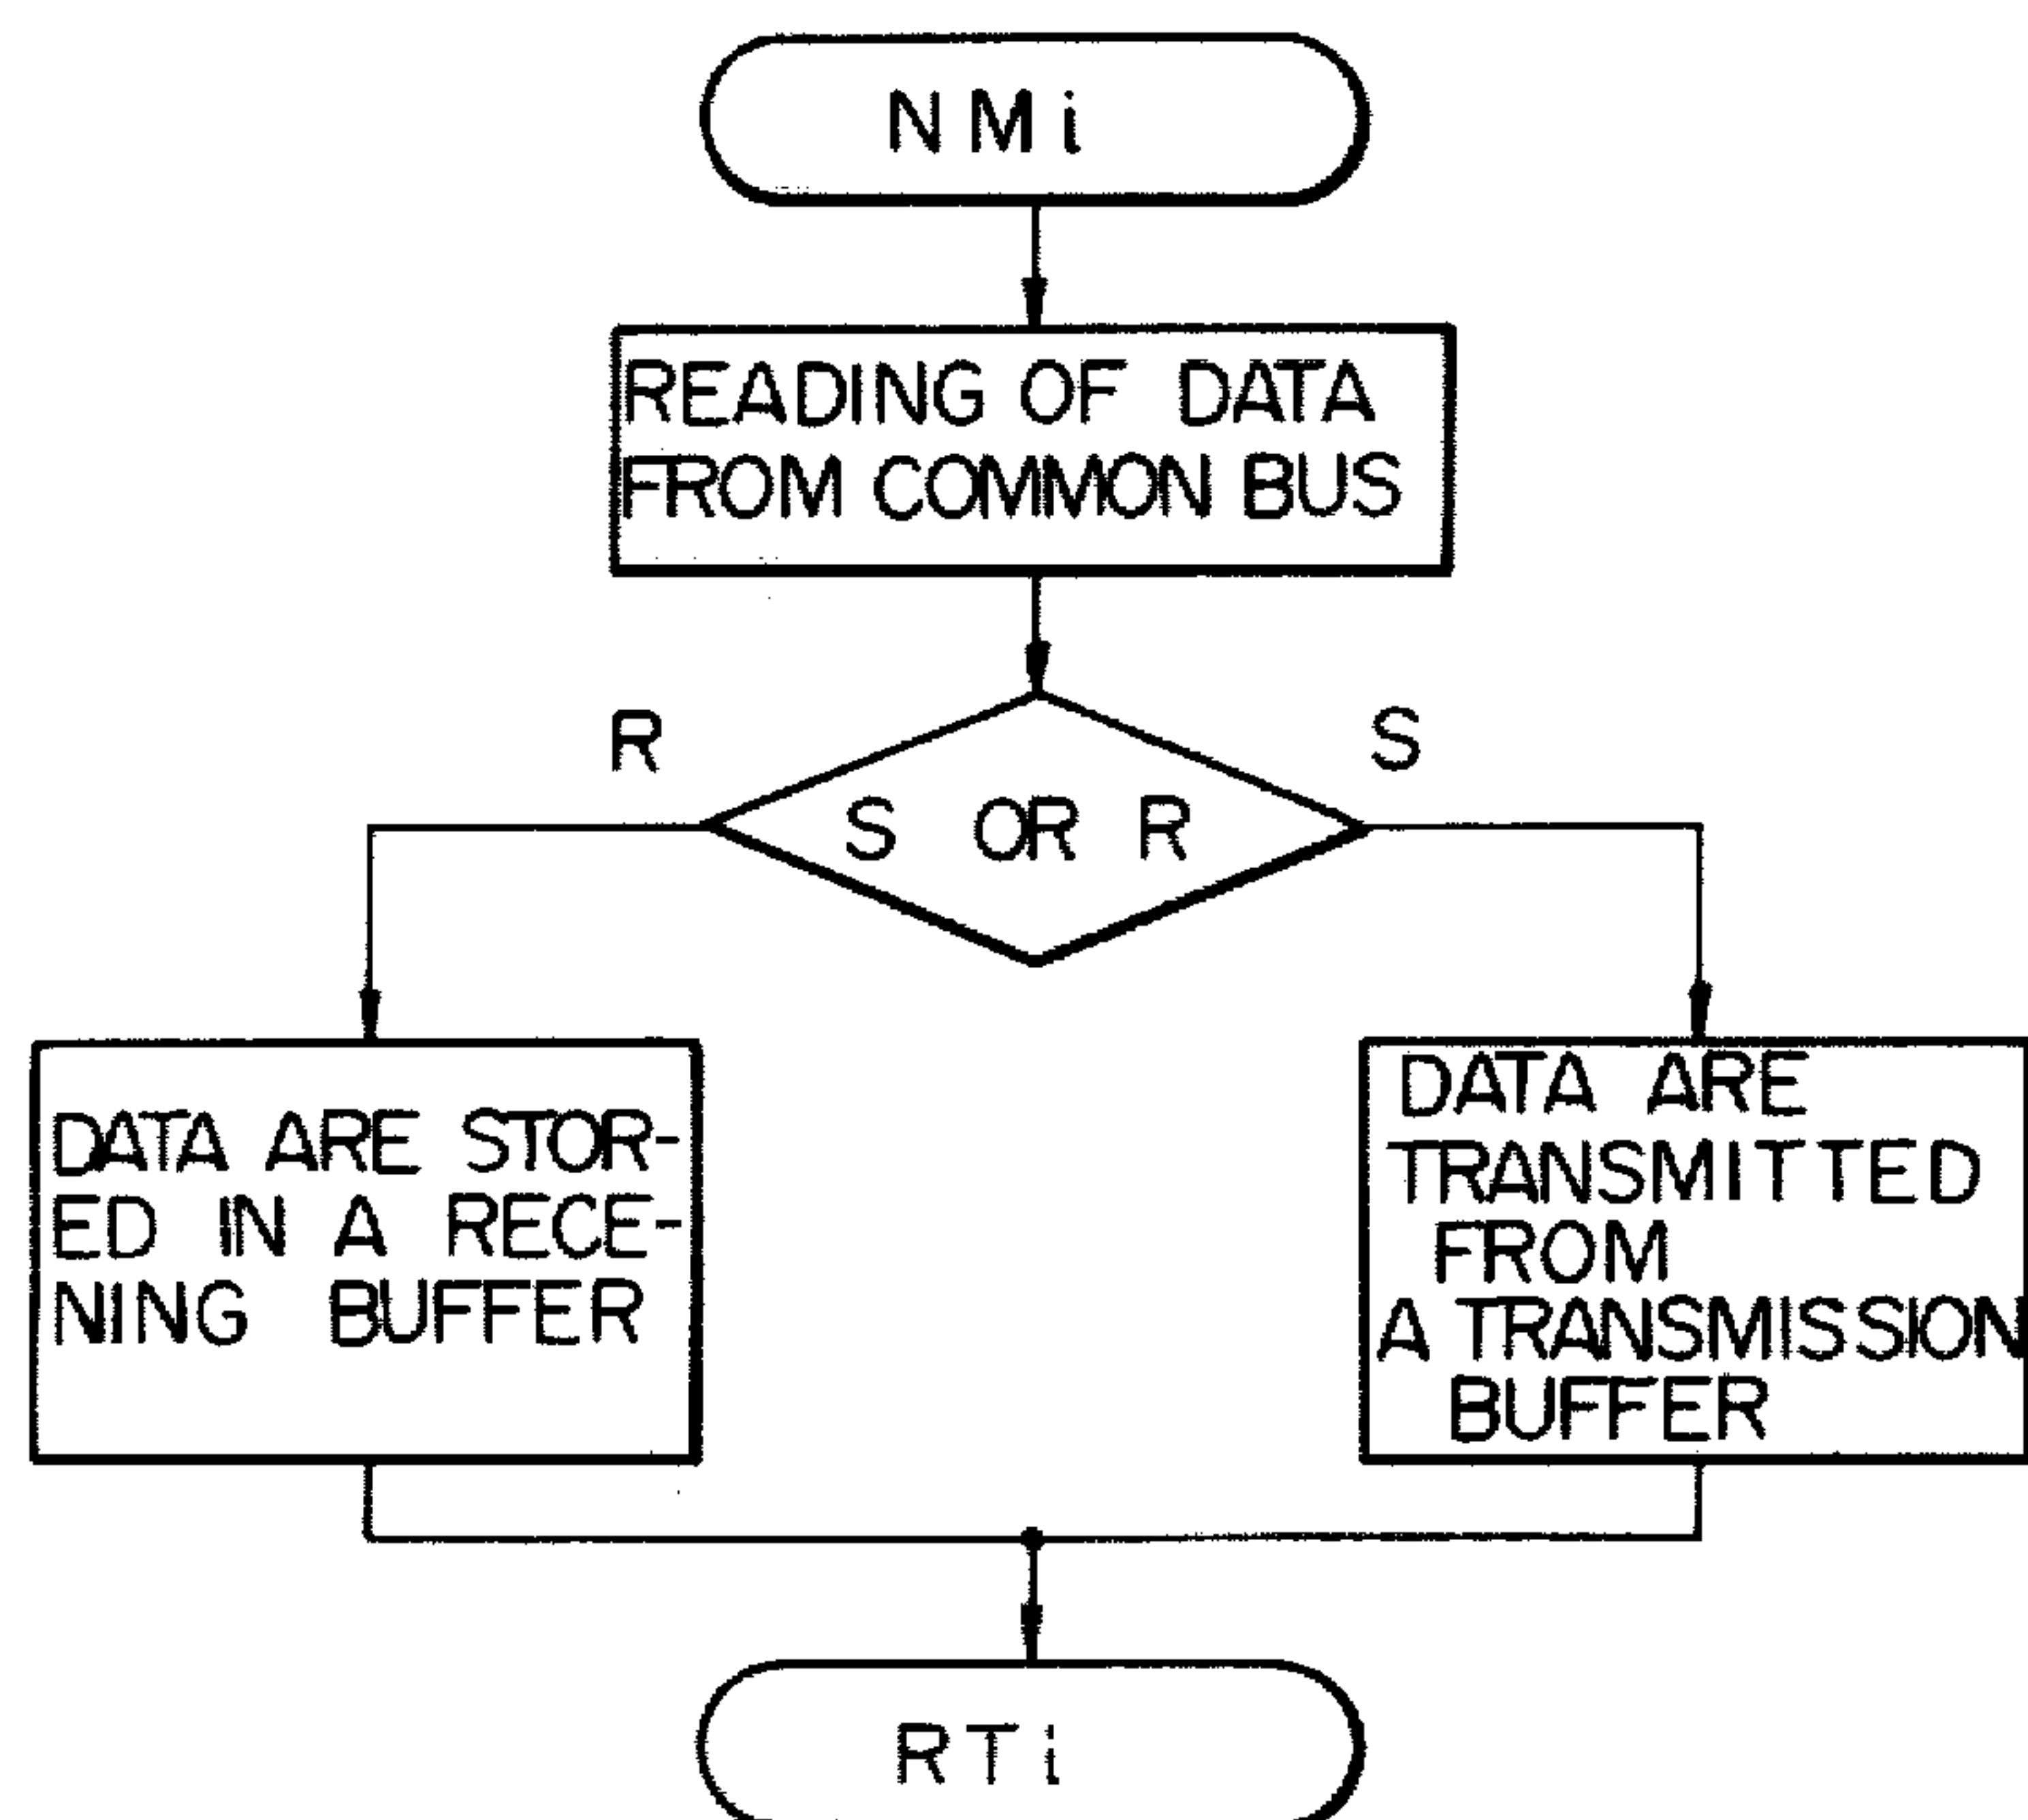 NMi
READING OF DATA
FROM COMMON BUS
R
S
S OR R
DATA ARE STOR-
ED IN A RECE-
NING BUFFER
DATA ARE
TRANSMITTED
FROM
A TRANSMISSION
BUFFER
RTi